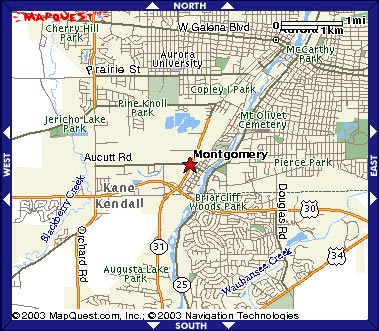 NORTH
MAPQUEST
0 1mi
1km
W Galena Blvd
Aurora
Cherry Hill
Park
McCarthy
Park
Aurora
University
Prairie St
Copley I Park
Pine Knoll
Park
Mt Olivet
Cemetery
Jericho Lake
Park
WEST
EAST
Aucutt Rd
Montgomery
Pierce Park
Kane
Kendall
Briarcliff
Woods Park
Blackberry Creek
Douglas Rd
30
Orchard Rd
31
34
Waubansee Creek
Augusta Lake
Park
25
©2003 MapQuest.com, Inc.; ©2003 Navigation Technologies
SOUTH